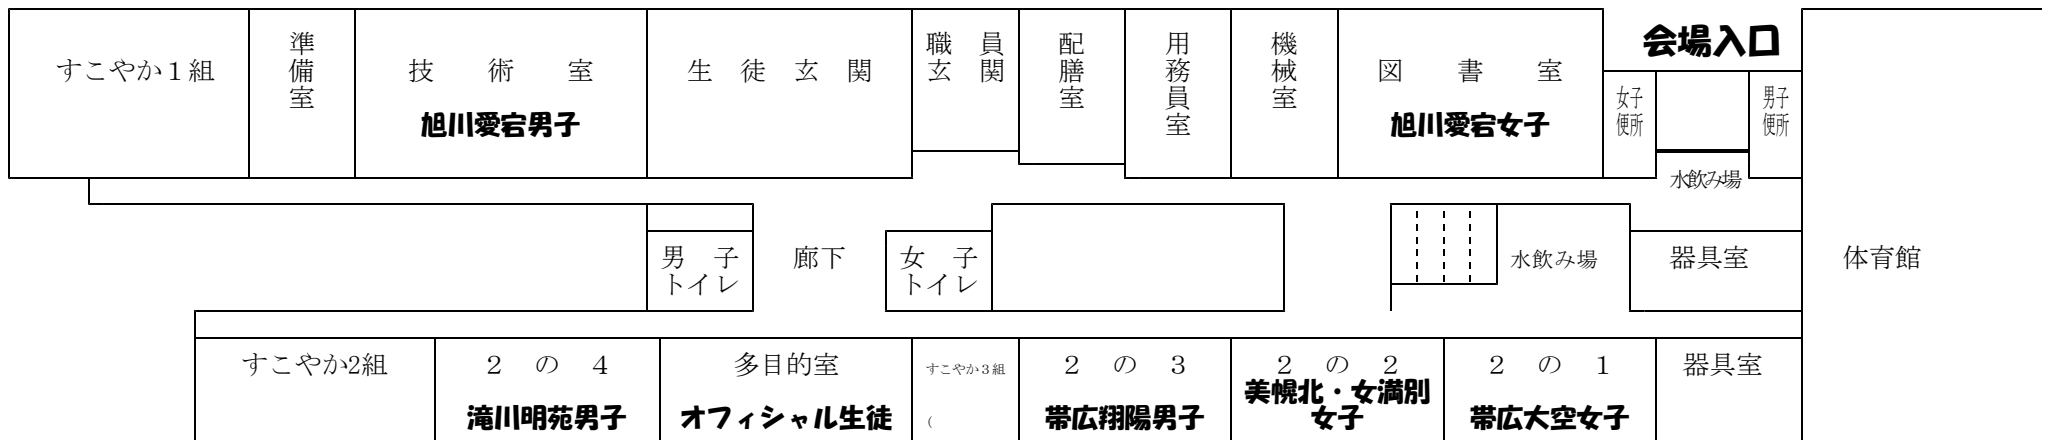 会場入口
すこやか１組
準備室
技　術　室
旭川愛宕男子
生徒玄関
職　員
玄　関
配膳室
用務員室
機械室
図　書　室
旭川愛宕女子
女子
便所
男子
便所
水飲み場
男　子
トイレ
廊下
女　子
トイレ
水飲み場
器具室
体育館
すこやか2組
２　の　４
滝川明苑男子
多目的室
オフィシャル生徒
すこやか３組
（
２　の　３
帯広翔陽男子
２　の　２
美幌北・女満別
女子
２　の　１
帯広大空女子
器具室